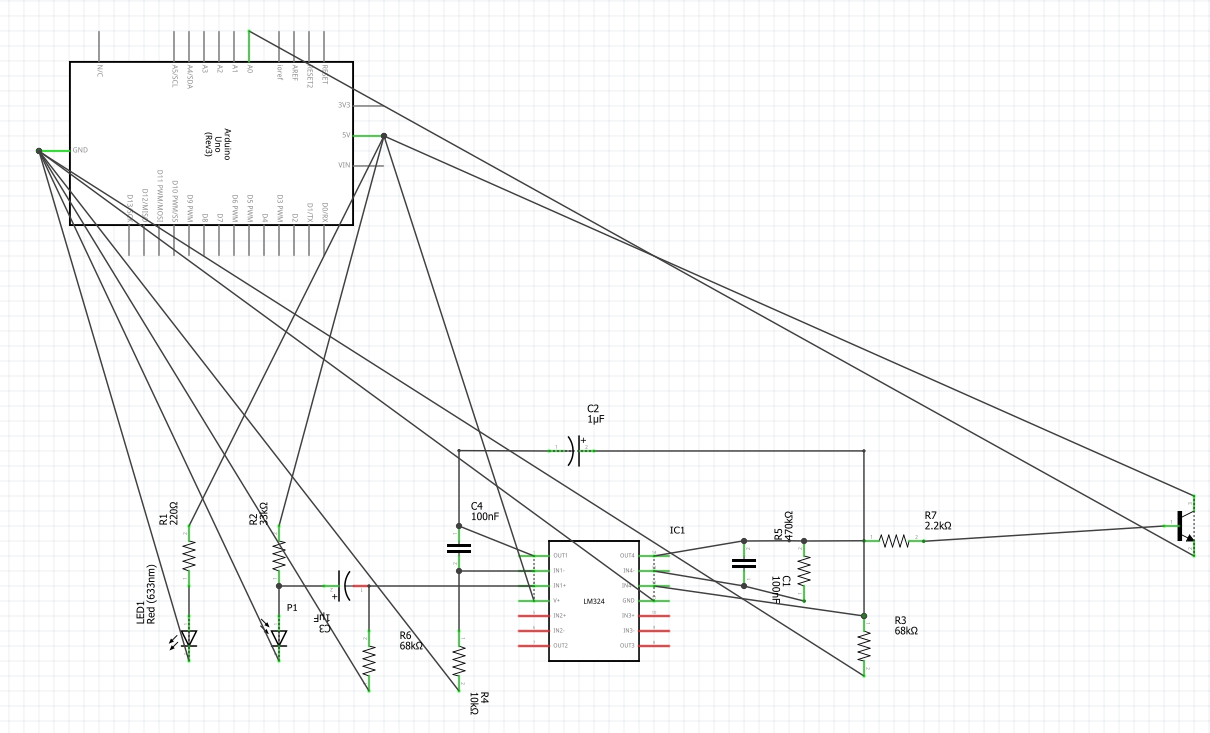 N/C
A5/SCL
A4/SDA
A3
A2
A1
A0
Ioref
AREF
RESET2
RESET
3V3
5V
VIN
GND
Arduino
Uno
(Rev3)
D12/MISO
D11 PWM/MOSI
D10 PWM/SS
D9 PWM
D8
D7
D6 PWM
D5 PWM
D4
D3 PWM
D2
D1/TX
D0/RX
C2
1µF
R1
220Ω
R2
33kΩ
C4
100nF
IC1
R5
470kΩ
R7
2.2kΩ
LED1
Red (633nm)
P1
C3
1µF
OUT1
IN1-
IN1+
V+
IN2+
IN2-
OUT2
LM324
OUT4
IN4-
GND
IN3+
IN3-
OUT3
C1
100nF
R6
68kΩ
R3
68kΩ
R4
10kΩ